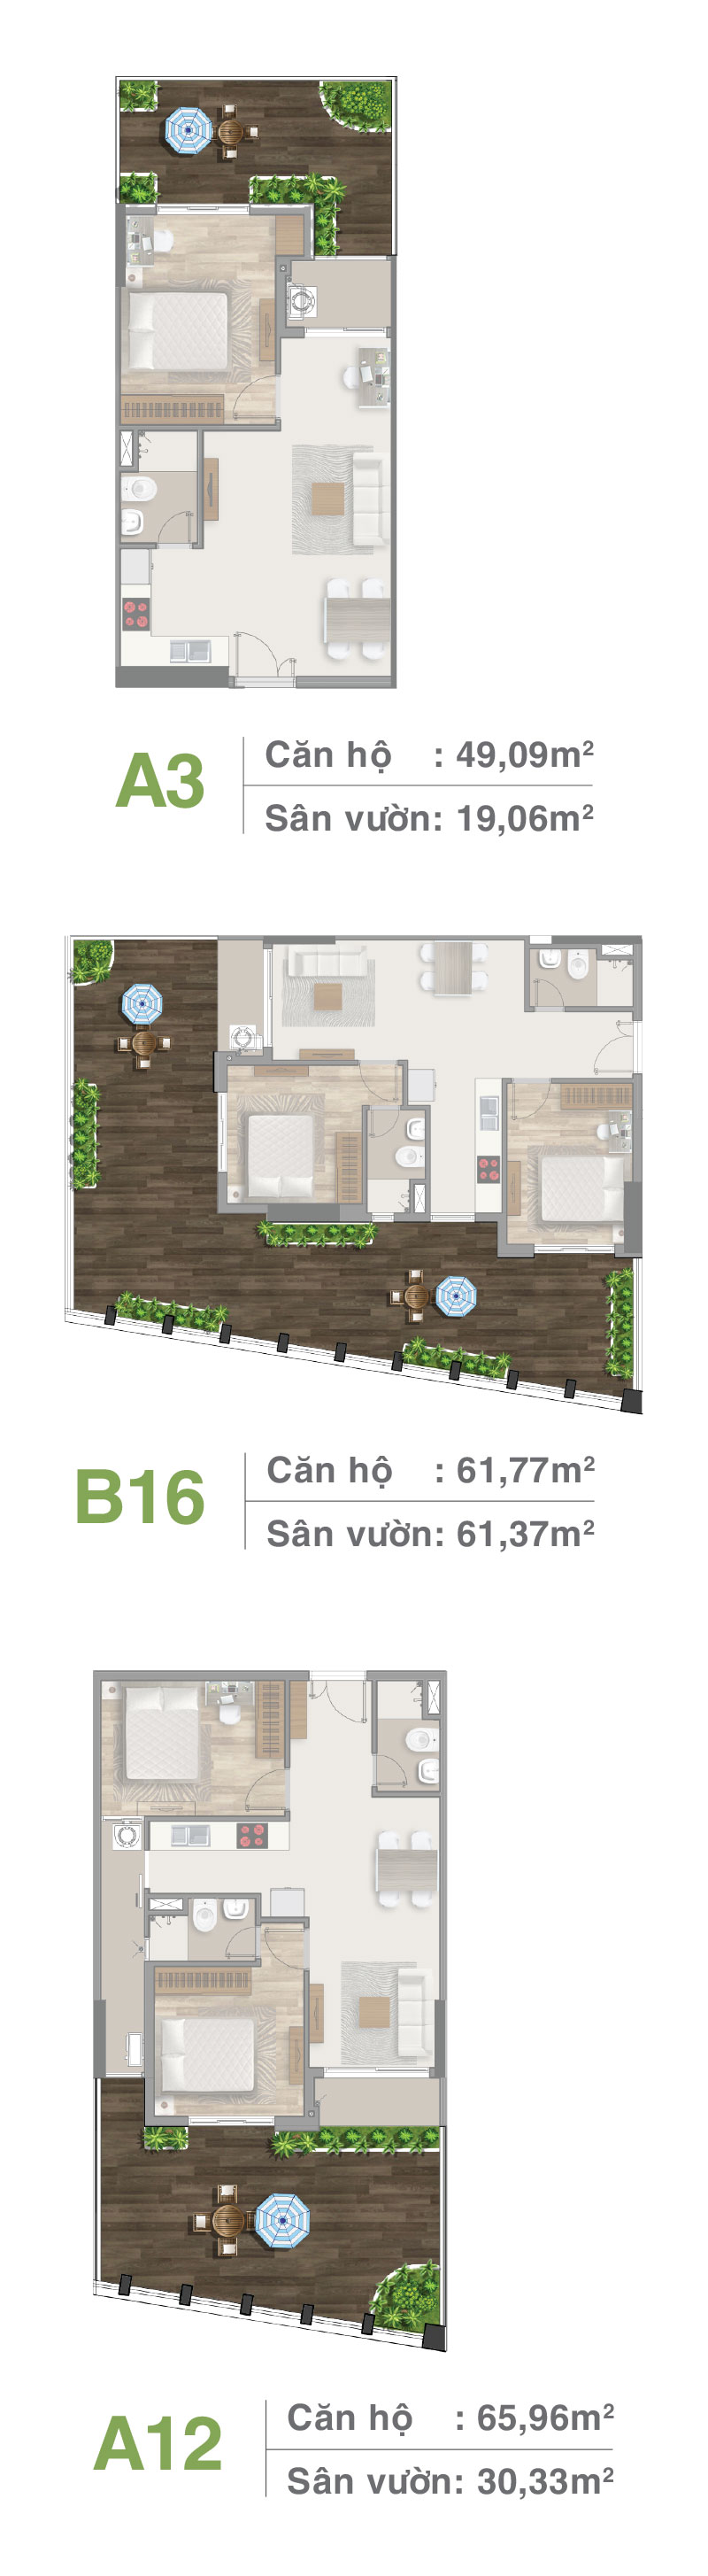 A3
Căn hộ : 49,09m²
Sân vườn: 19,06m²
B16
Căn hộ : 61,77m²
Sân vườn: 61,37m²
A12
Căn hộ : 65,96m²
Sân vườn: 30,33m²